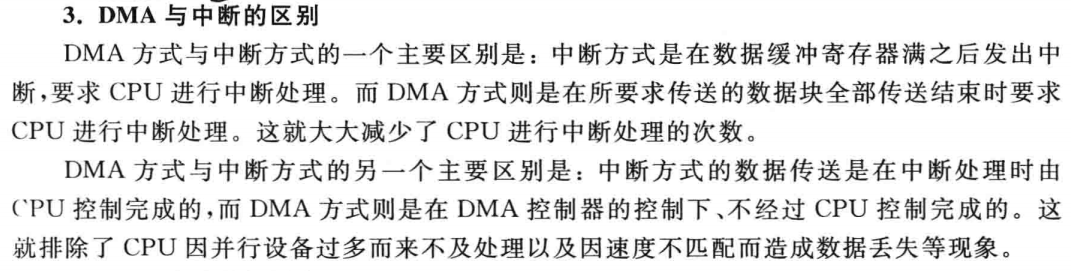 3. DMA 与中断的区别
DMA 方式与中断方式的一个主要区别是：中断方式是在数据缓冲寄存器满之后发出中
断，要求 CPU 进行中断处理。而 DMA 方式则是在所要求传送的数据块全部传送结束时要求
CPU 进行中断处理。这就大大减少了 CPU 进行中断处理的次数。
DMA 方式与中断方式的另一个主要区别是：中断方式的数据传送是在中断处理时由
CPU 控制完成的，而 DMA 方式则是在 DMA 控制器的控制下、不经过 CPU 控制完成的。这
就排除了 CPU 因并行设备过多而来不及处理以及因速度不匹配而造成数据丢失等现象。